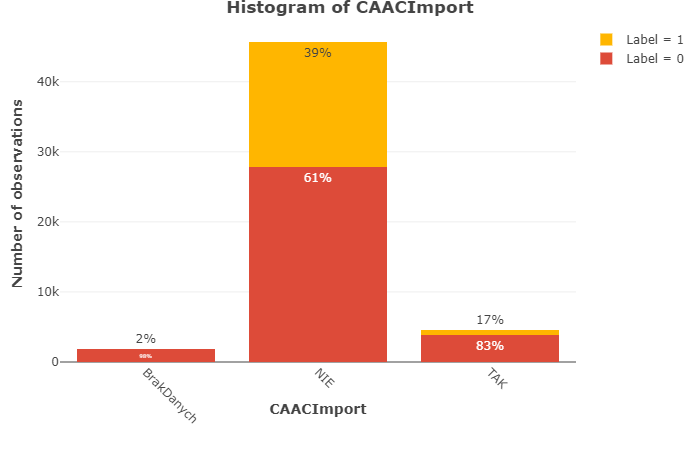 Histogram of CAACImport
Label = 1
Label = 0
Number of observations
40k
30k
20k
10k
0
39%
61%
2%
98%
17%
83%
BrakDanych
NIE
TAK
CAACImport